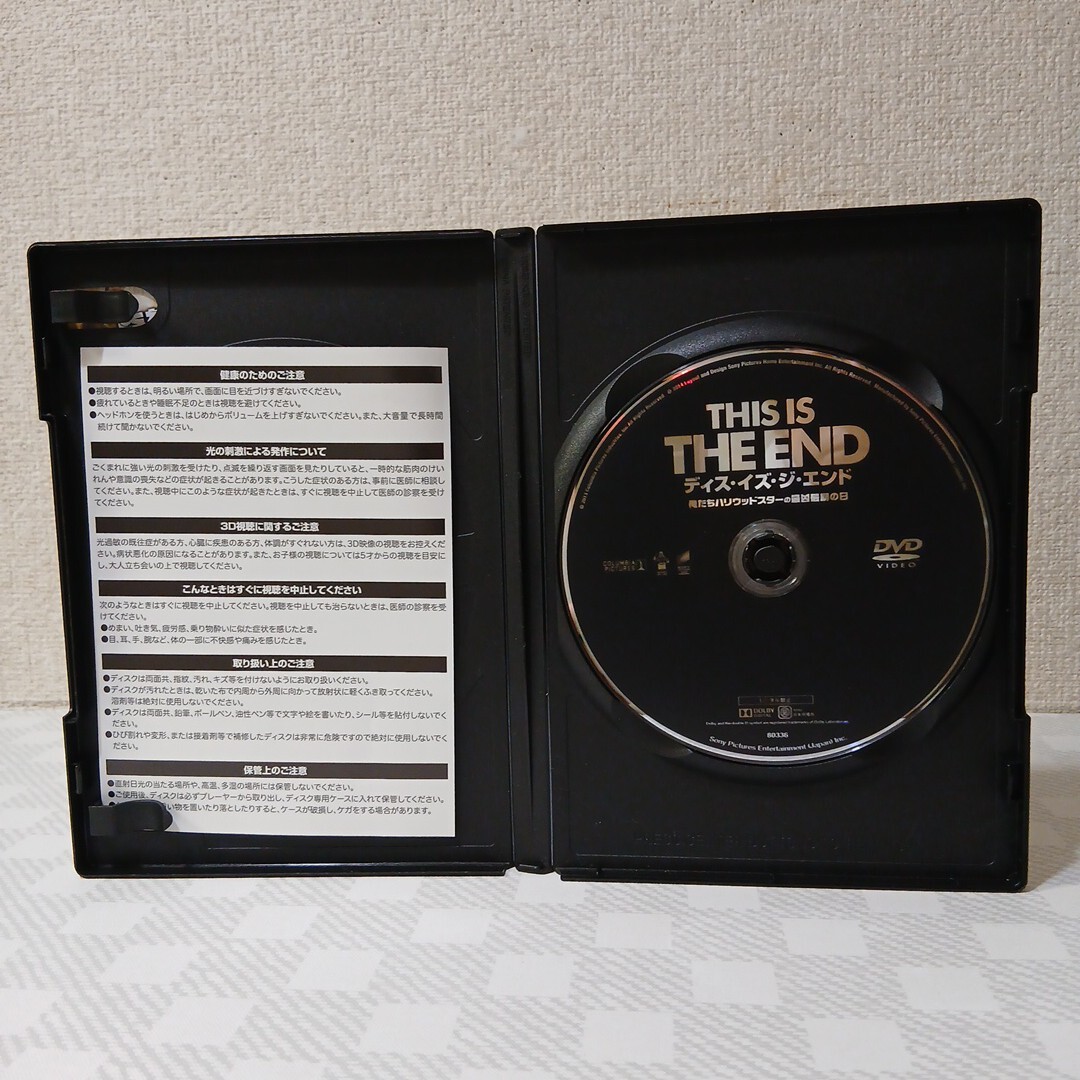 健康のためのご注意
●視聴するときは、明るい場所で、画面に目を近づけすぎないでください。
●疲れているときや睡眠不足のときは視聴を避けてください。
●ヘッドホンを使うときは、はじめからボリュームを上げすぎないでください。また、大音量で長時間
続けて聞かないでください。
光の刺激による発作について
ごくまれに強い光の刺激を受けたり、点滅を繰り返す画面を見たりしていると、一時的な筋肉のけい
れんや意識の喪失などの症状が起きることがあります。こうした症状のある方は、事前に医師に相談し
てください。また、視聴中にこのような症状が起きたときは、すぐに視聴を中止して医師の診察を受け
てください。
3D視聴に関するご注意
光過敏の既往症がある方、心臓に疾患のある方、体調がすぐれない方は、3D映像の視聴をお控えくだ
さい。病状悪化の原因になることがあります。また、お子様の視聴については5才からの視聴を目安に
し、大人立ち会いの上で視聴してください。
こんなときはすぐに視聴を中止してください
次のようなときはすぐに視聴を中止してください。視聴を中止しても治らないときは、医師の診察を受
けてください。
●めまい、吐き気、疲労感、乗り物酔いに似た症状を感じたとき。
●目、耳、手、腕など、体の一部に不快感や痛みを感じたとき。
取り扱い上のご注意
●ディスクは両面共、指紋、汚れ、キズ等を付けないようにお取り扱いください。
●ディスクが汚れたときは、乾いた布で内周から外周に向かって放射状に軽くふき取ってください。
溶剤等は絶対に使用しないでください。
●ディスクは両面共、鉛筆、ボールペン、油性ペン等で文字や絵を書いたり、シール等を貼付しないでく
ださい。
●ひび割れや変形、または接着剤等で補修したディスクは非常に危険ですので絶対に使用しないでく
ださい。
保管上のご注意
●直射日光の当たる場所や、高温、多湿の場所には保管しないでください。
●ご使用後、ディスクは必ずプレーヤーから取り出し、ディスク専用ケースに入れて保管してください。
い物を置いたり落としたりすると、ケースが破損し、ケガをする場合があります。
THIS IS
THE END
ディス・イズ・ジ・エンド
俺たちハリウッドスターの最凶最期の日
COLUMBIA
PICTURES
DVD
VIDEO
DOLBY
DIGITAL
80336
Sony Pictures Entertainment (Japan) Inc.